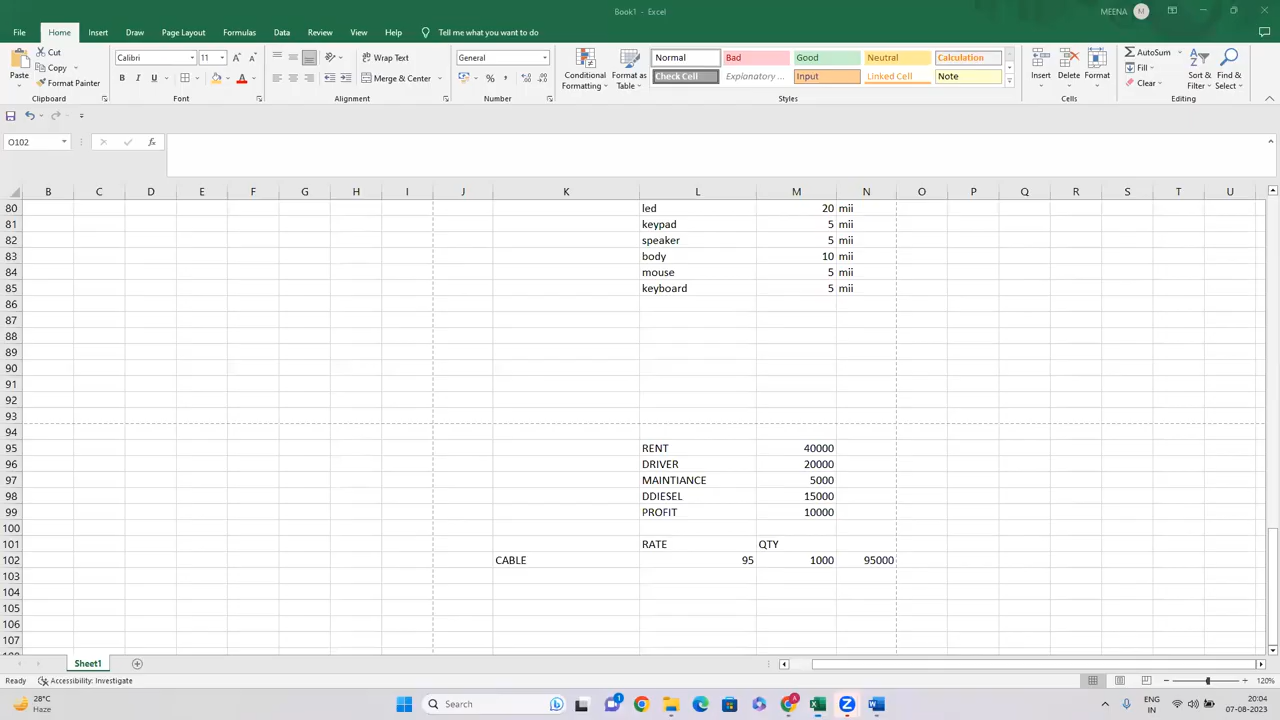 Book1 - Excel
MEENA M
File Home Insert Draw Page Layout Formulas Data Review View Help Tell me what you want to do
Paste Cut Copy Format Painter Clipboard
Calibri 11 A A B I U A Font
Wrap Text Merge & Center Alignment
General % , Number
Conditional Formatting Format as Table
Normal Bad Good Neutral Calculation
Check Cell Explanatory ... Input Linked Cell Note
Styles
Insert Delete Format Cells
AutoSum Fill Clear Sort & Filter Find & Select Editing
O102 fx
B C D E F G H I J K L M N O P Q R S T U
80 led 20 mii
81 keypad 5 mii
82 speaker 5 mii
83 body 10 mii
84 mouse 5 mii
85 keyboard 5 mii
86
87
88
89
90
91
92
93
94
95 RENT 40000
96 DRIVER 20000
97 MAINTIANCE 5000
98 DDIESEL 15000
99 PROFIT 10000
100
101 RATE QTY
102 CABLE 95 1000 95000
103
104
105
106
107
Sheet1
Ready Accessibility: Investigate 120%
28°C
Haze
Search
ENG
IN
20:04
07-08-2023